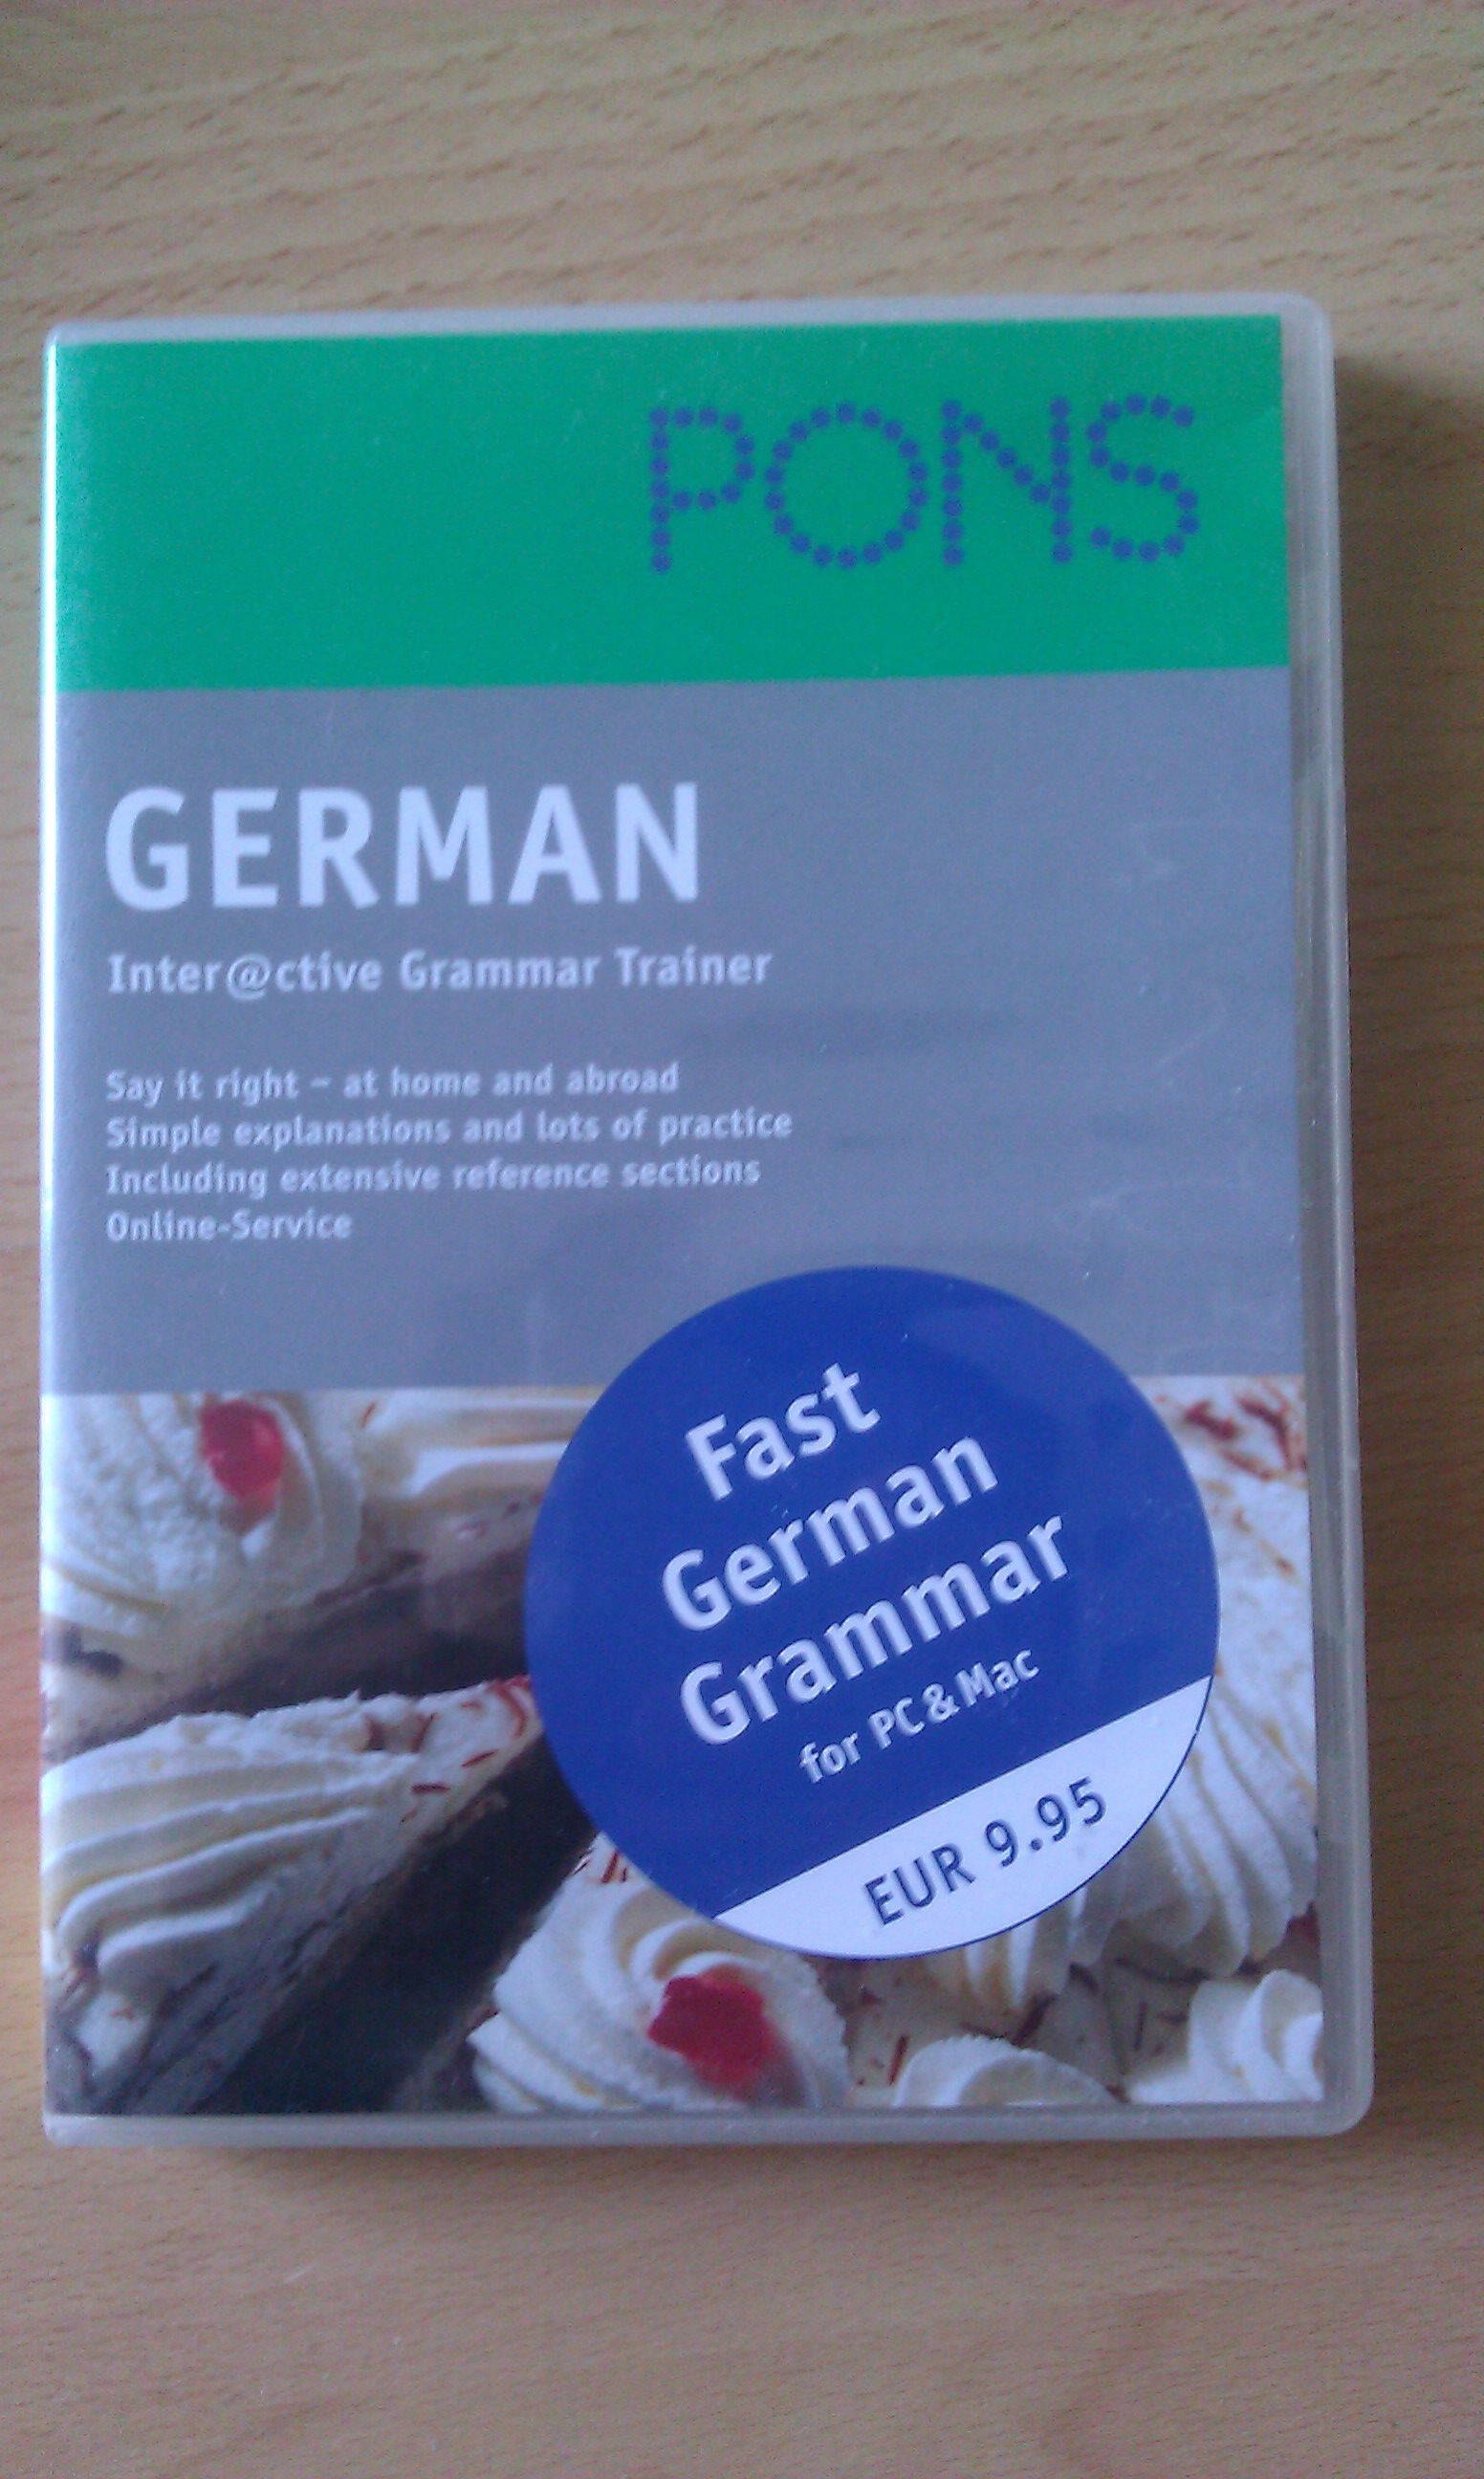 PONS
GERMAN
Inter@ctive Grammar Trainer
Say it right – at home and abroad
Simple explanations and lots of practice
Including extensive reference sections
Online-Service
Fast
German
Grammar
for PC & Mac
EUR 9.95